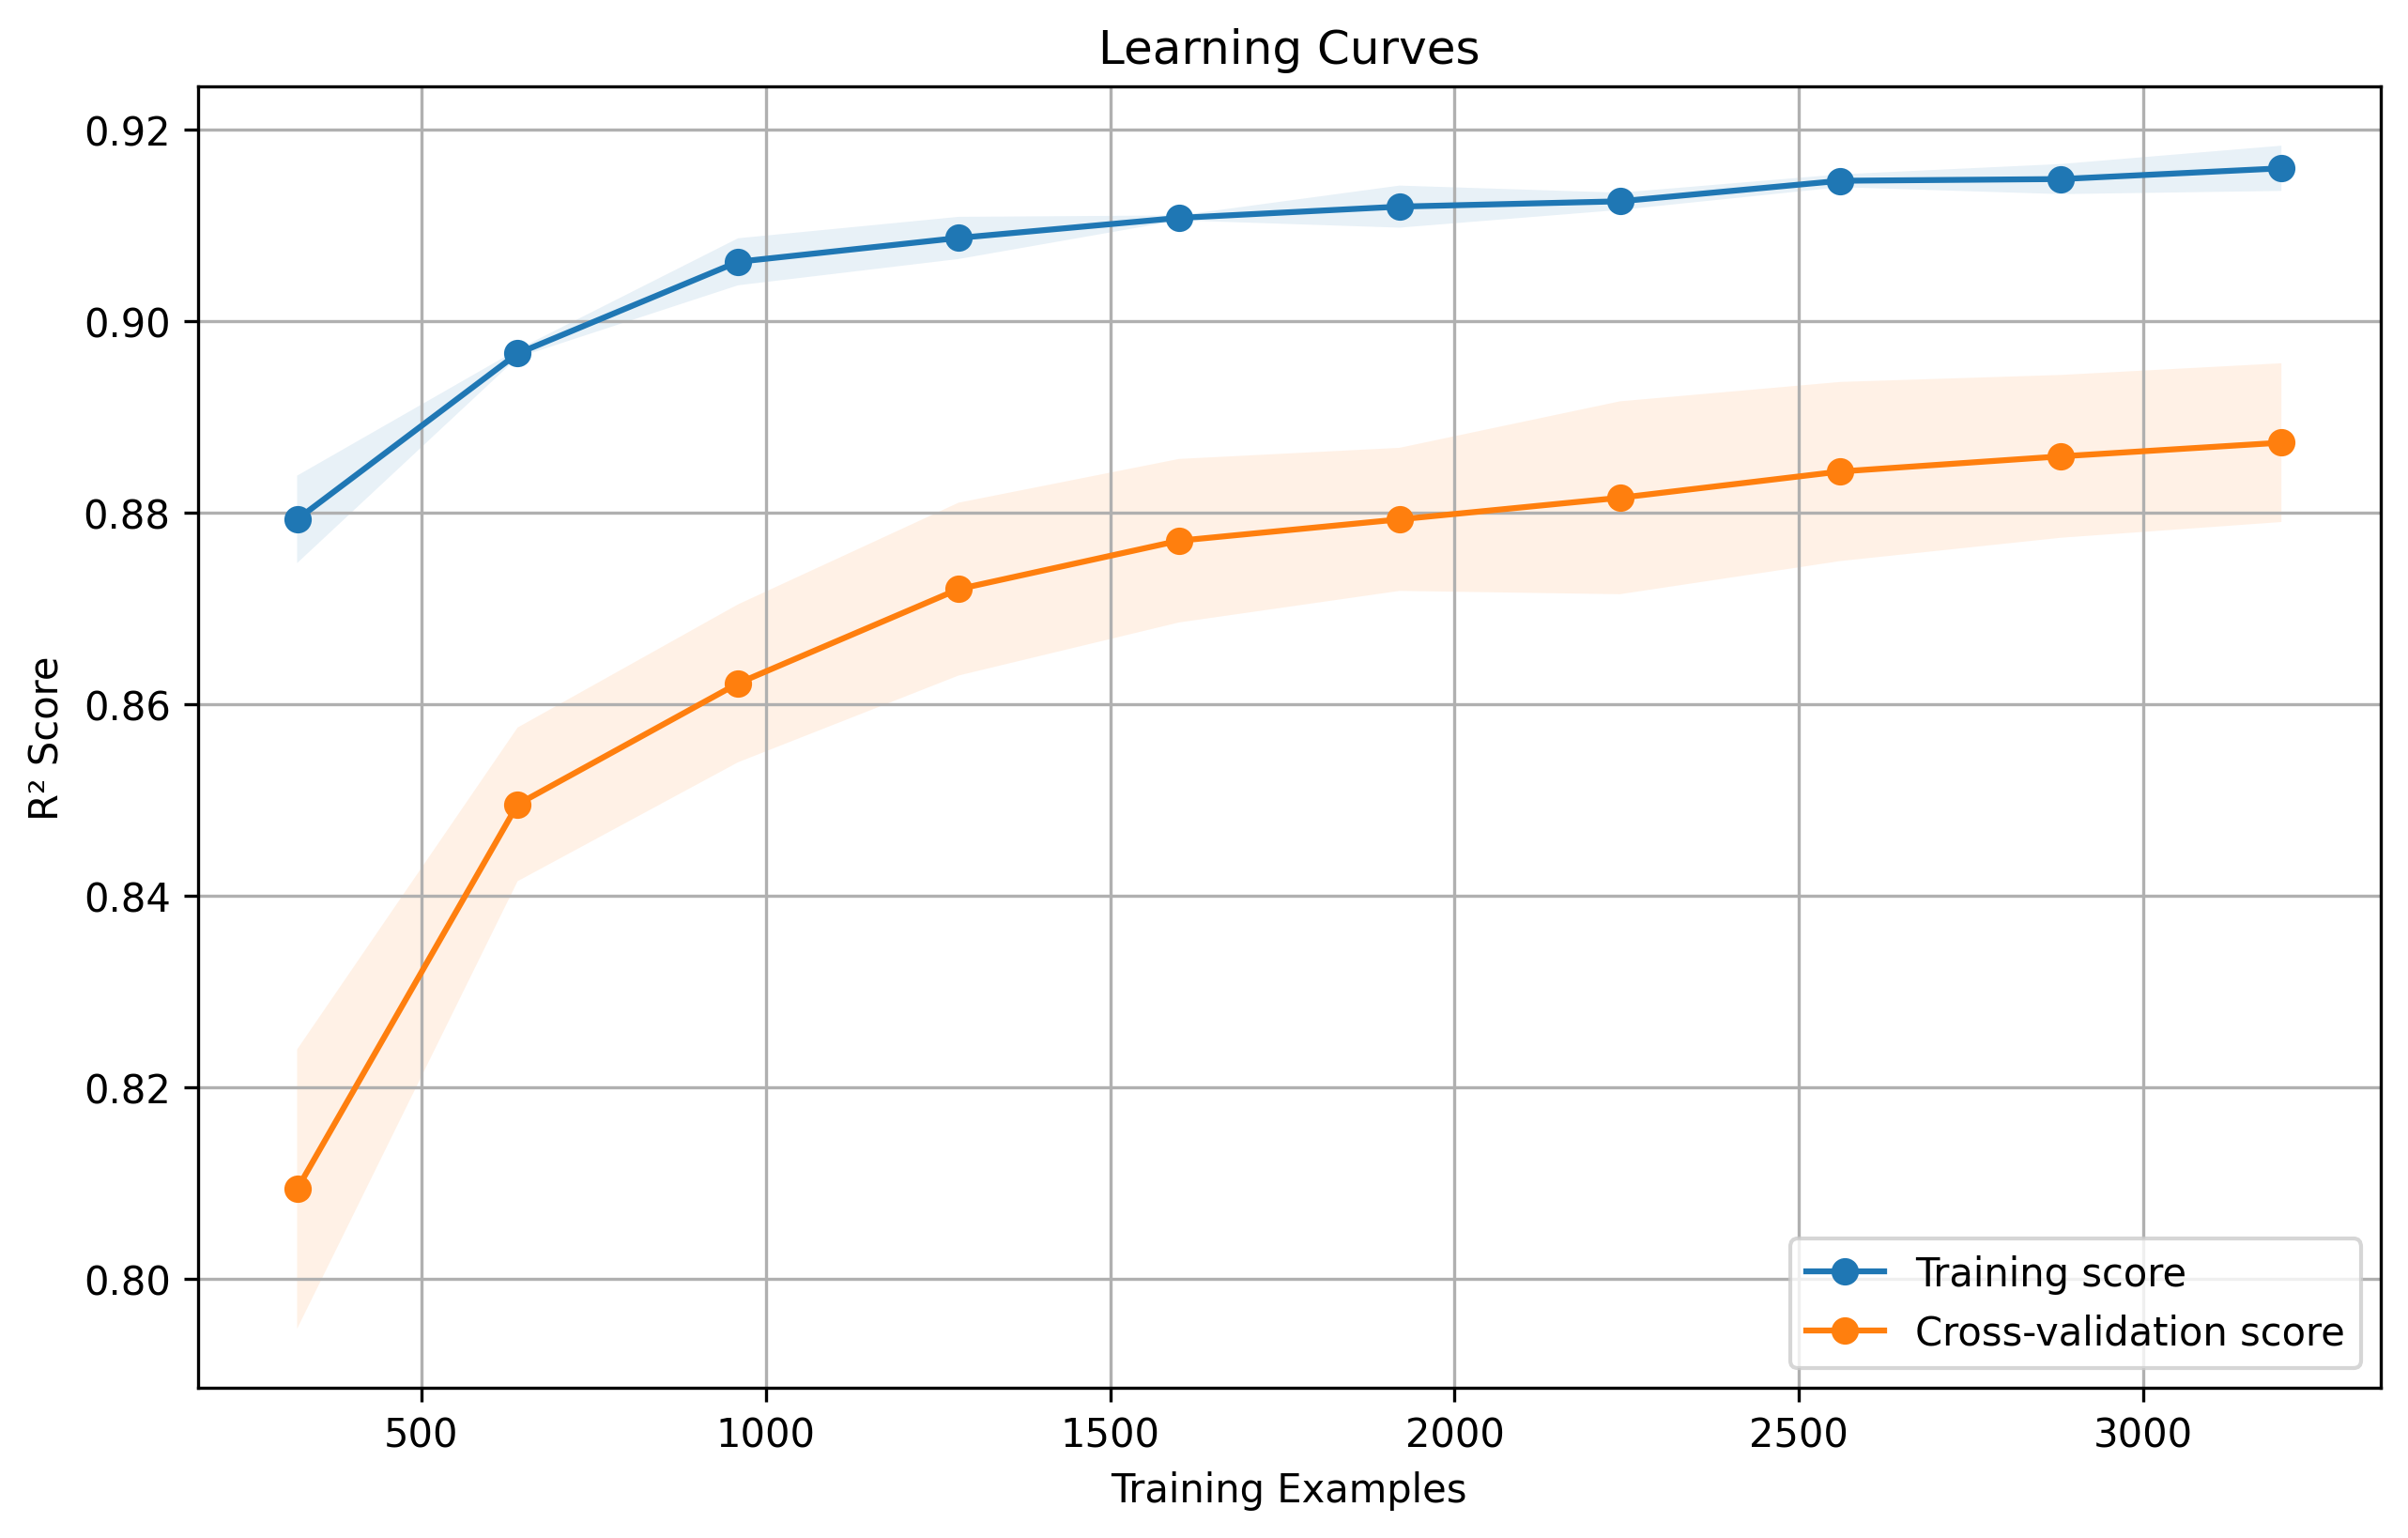 Learning Curves
0.92
0.90
0.88
0.86
0.84
0.82
0.80
R² Score
500 1000 1500 2000 2500 3000
Training Examples
Training score
Cross-validation score